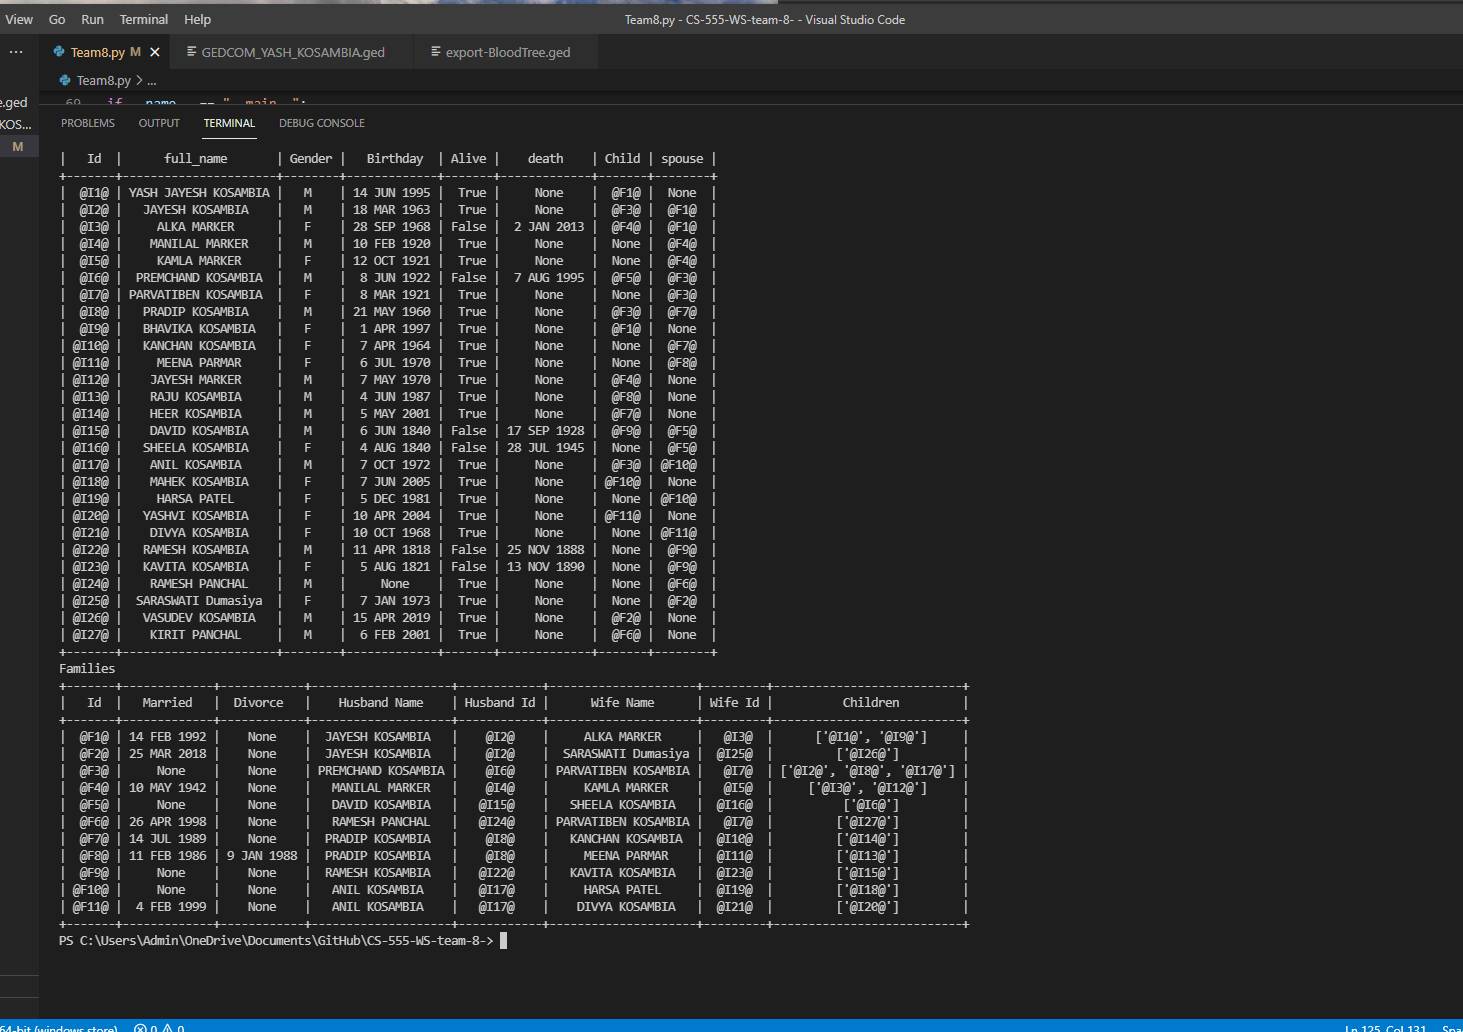 View Go Run Terminal Help Team8.py - CS-555-WS-team-8- - Visual Studio Code
... Team8.py M × GEDCOM_YASH_KOSAMBIA.ged export-BloodTree.ged
Team8.py > ...
e.ged
69 if __name__ == "__main__":
KOS...
M
PROBLEMS OUTPUT TERMINAL DEBUG CONSOLE
| Id | full_name | Gender | Birthday | Alive | death | Child | spouse |
| @I1@ | YASH JAYESH KOSAMBIA | M | 14 JUN 1995 | True | None | @F1@ | None |
| @I2@ | JAYESH KOSAMBIA | M | 18 MAR 1963 | True | None | @F3@ | @F1@ |
| @I3@ | ALKA MARKER | F | 28 SEP 1968 | False | 2 JAN 2013 | @F4@ | @F1@ |
| @I4@ | MANILAL MARKER | M | 10 FEB 1920 | True | None | None | @F4@ |
| @I5@ | KAMLA MARKER | F | 12 OCT 1921 | True | None | None | @F4@ |
| @I6@ | PREMCHAND KOSAMBIA | M | 8 JUN 1922 | False | 7 AUG 1995 | @F5@ | @F3@ |
| @I7@ | PARVATIBEN KOSAMBIA | F | 8 MAR 1921 | True | None | None | @F3@ |
| @I8@ | PRADIP KOSAMBIA | M | 21 MAY 1960 | True | None | @F3@ | @F7@ |
| @I9@ | BHAVIKA KOSAMBIA | F | 1 APR 1997 | True | None | @F1@ | None |
| @I10@ | KANCHAN KOSAMBIA | F | 7 APR 1964 | True | None | None | @F7@ |
| @I11@ | MEENA PARMAR | F | 6 JUL 1970 | True | None | None | @F8@ |
| @I12@ | JAYESH MARKER | M | 7 MAY 1970 | True | None | @F4@ | None |
| @I13@ | RAJU KOSAMBIA | M | 4 JUN 1987 | True | None | @F8@ | None |
| @I14@ | HEER KOSAMBIA | M | 5 MAY 2001 | True | None | @F7@ | None |
| @I15@ | DAVID KOSAMBIA | M | 6 JUN 1840 | False | 17 SEP 1928 | @F9@ | @F5@ |
| @I16@ | SHEELA KOSAMBIA | F | 4 AUG 1840 | False | 28 JUL 1945 | None | @F5@ |
| @I17@ | ANIL KOSAMBIA | M | 7 OCT 1972 | True | None | @F3@ | @F10@ |
| @I18@ | MAHEK KOSAMBIA | F | 7 JUN 2005 | True | None | @F10@ | None |
| @I19@ | HARSA PATEL | F | 5 DEC 1981 | True | None | None | @F10@ |
| @I20@ | YASHVI KOSAMBIA | F | 10 APR 2004 | True | None | @F11@ | None |
| @I21@ | DIVYA KOSAMBIA | F | 10 OCT 1968 | True | None | None | @F11@ |
| @I22@ | RAMESH KOSAMBIA | M | 11 APR 1818 | False | 25 NOV 1888 | None | @F9@ |
| @I23@ | KAVITA KOSAMBIA | F | 5 AUG 1821 | False | 13 NOV 1890 | None | @F9@ |
| @I24@ | RAMESH PANCHAL | M | None | True | None | None | @F6@ |
| @I25@ | SARASWATI Dumasiya | F | 7 JAN 1973 | True | None | None | @F2@ |
| @I26@ | VASUDEV KOSAMBIA | M | 15 APR 2019 | True | None | @F2@ | None |
| @I27@ | KIRIT PANCHAL | M | 6 FEB 2001 | True | None | @F6@ | None |
Families
| Id | Married | Divorce | Husband Name | Husband Id | Wife Name | Wife Id | Children |
| @F1@ | 14 FEB 1992 | None | JAYESH KOSAMBIA | @I2@ | ALKA MARKER | @I3@ | ['@I1@', '@I9@'] |
| @F2@ | 25 MAR 2018 | None | JAYESH KOSAMBIA | @I2@ | SARASWATI Dumasiya | @I25@ | ['@I26@'] |
| @F3@ | None | None | PREMCHAND KOSAMBIA | @I6@ | PARVATIBEN KOSAMBIA | @I7@ | ['@I2@', '@I8@', '@I17@'] |
| @F4@ | 10 MAY 1942 | None | MANILAL MARKER | @I4@ | KAMLA MARKER | @I5@ | ['@I3@', '@I12@'] |
| @F5@ | None | None | DAVID KOSAMBIA | @I15@ | SHEELA KOSAMBIA | @I16@ | ['@I6@'] |
| @F6@ | 26 APR 1998 | None | RAMESH PANCHAL | @I24@ | PARVATIBEN KOSAMBIA | @I7@ | ['@I27@'] |
| @F7@ | 14 JUL 1989 | None | PRADIP KOSAMBIA | @I8@ | KANCHAN KOSAMBIA | @I10@ | ['@I14@'] |
| @F8@ | 11 FEB 1986 | 9 JAN 1988 | PRADIP KOSAMBIA | @I8@ | MEENA PARMAR | @I11@ | ['@I13@'] |
| @F9@ | None | None | RAMESH KOSAMBIA | @I22@ | KAVITA KOSAMBIA | @I23@ | ['@I15@'] |
| @F10@ | None | None | ANIL KOSAMBIA | @I17@ | HARSA PATEL | @I19@ | ['@I18@'] |
| @F11@ | 4 FEB 1999 | None | ANIL KOSAMBIA | @I17@ | DIVYA KOSAMBIA | @I21@ | ['@I20@'] |
PS C:\Users\Admin\OneDrive\Documents\GitHub\CS-555-WS-team-8->
64-bit (windows store) 0 0 Ln 125, Col 131 Spa